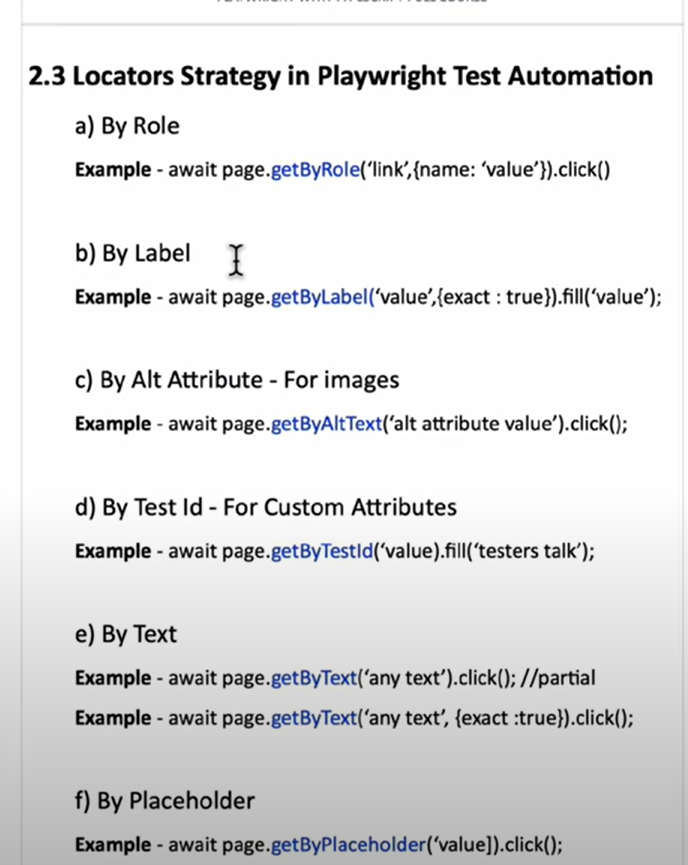 2.3 Locators Strategy in Playwright Test Automation
a) By Role
Example - await page.getByRole(‘link’,{name: ‘value’}).click()
b) By Label
Example - await page.getByLabel(‘value’,{exact : true}).fill(‘value’);
c) By Alt Attribute - For images
Example - await page.getByAltText(‘alt attribute value’).click();
d) By Test Id - For Custom Attributes
Example - await page.getByTestId(‘value).fill(‘testers talk’);
e) By Text
Example - await page.getByText(‘any text’).click(); //partial
Example - await page.getByText(‘any text’, {exact :true}).click();
f) By Placeholder
Example - await page.getByPlaceholder(‘value]).click();